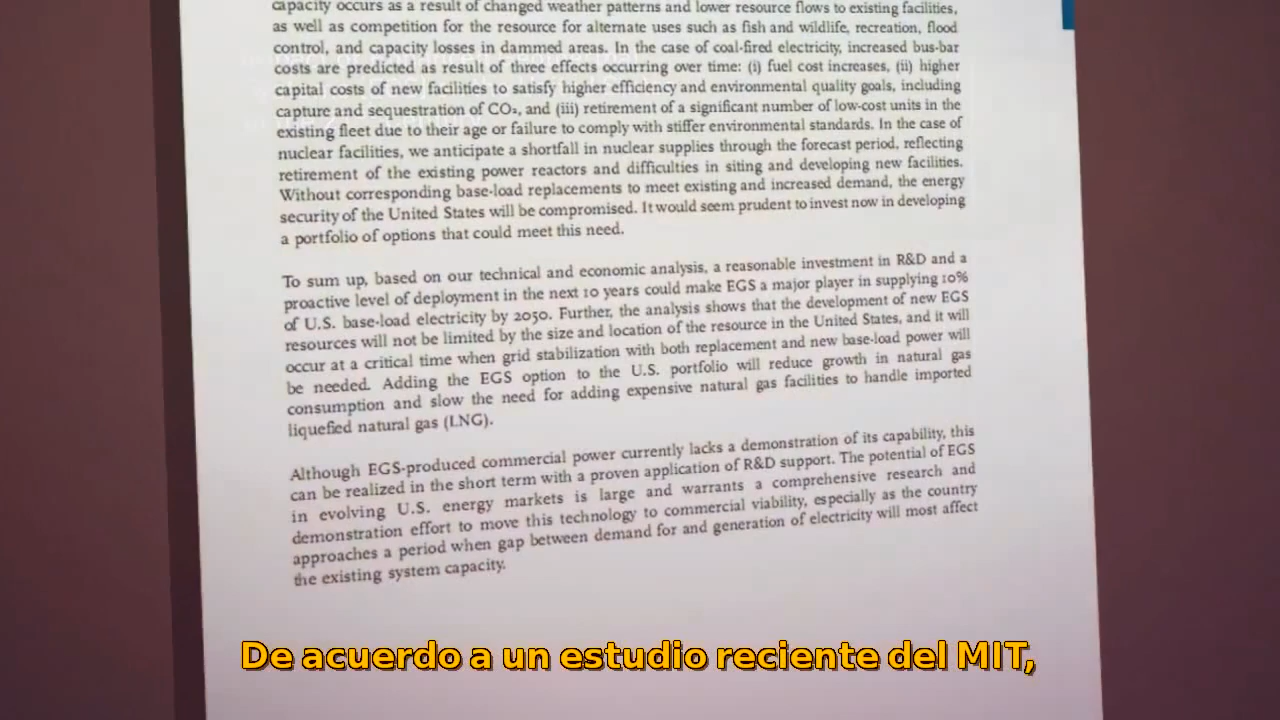 capacity occurs as a result of changed weather patterns and lower resource flows to existing facilities,
as well as competition for the resource for alternate uses such as fish and wildlife, recreation, flood
control, and capacity losses in dammed areas. In the case of coal-fired electricity, increased bus-bar
costs are predicted as result of three effects occurring over time: (i) fuel cost increases, (ii) higher
capital costs of new facilities to satisfy higher efficiency and environmental quality goals, including
capture and sequestration of CO₂, and (iii) retirement of a significant number of low-cost units in the
existing fleet due to their age or failure to comply with stiffer environmental standards. In the case of
nuclear facilities, we anticipate a shortfall in nuclear supplies through the forecast period, reflecting
retirement of the existing power reactors and difficulties in siting and developing new facilities.
Without corresponding base-load replacements to meet existing and increased demand, the energy
security of the United States will be compromised. It would seem prudent to invest now in developing
a portfolio of options that could meet this need.
To sum up, based on our technical and economic analysis, a reasonable investment in R&D and a
proactive level of deployment in the next 10 years could make EGS a major player in supplying 10%
of U.S. base-load electricity by 2050. Further, the analysis shows that the development of new EGS
resources will not be limited by the size and location of the resource in the United States, and it will
occur at a critical time when grid stabilization with both replacement and new base-load power will
be needed. Adding the EGS option to the U.S. portfolio will reduce growth in natural gas
consumption and slow the need for adding expensive natural gas facilities to handle imported
liquefied natural gas (LNG).
Although EGS-produced commercial power currently lacks a demonstration of its capability, this
can be realized in the short term with a proven application of R&D support. The potential of EGS
in evolving U.S. energy markets is large and warrants a comprehensive research and
demonstration effort to move this technology to commercial viability, especially as the country
approaches a period when gap between demand for and generation of electricity will most affect
the existing system capacity.
De acuerdo a un estudio reciente del MIT,